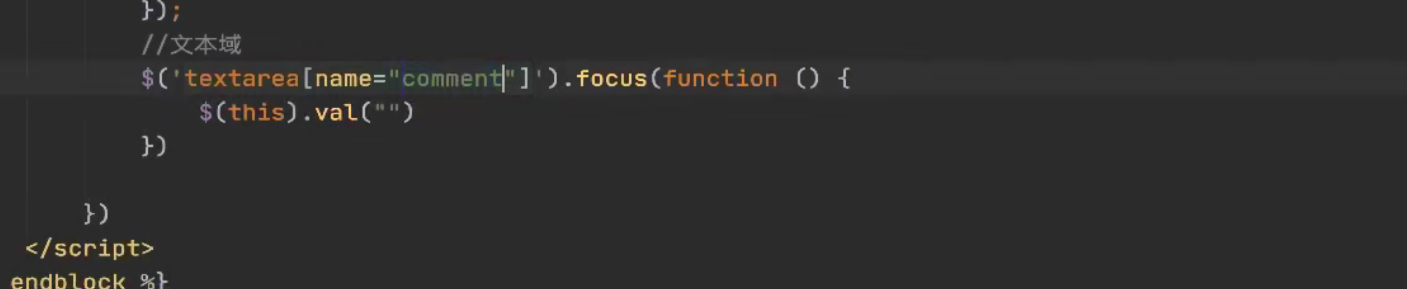 });
//文本域
$('textarea[name="comment"]').focus(function () {
$(this).val("")
})
})
</script>
endblock %}